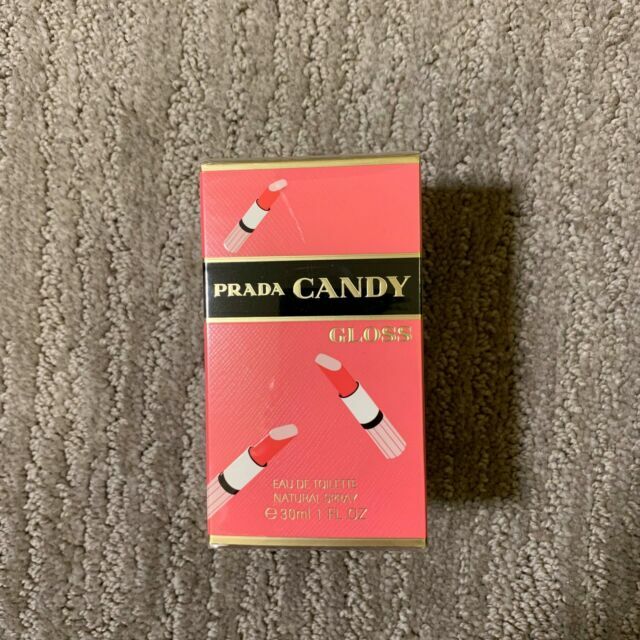 PRADA CANDY
GLOSS
EAU DE TOILETTE
NATURAL SPRAY
℮ 30ml 1 FL. OZ